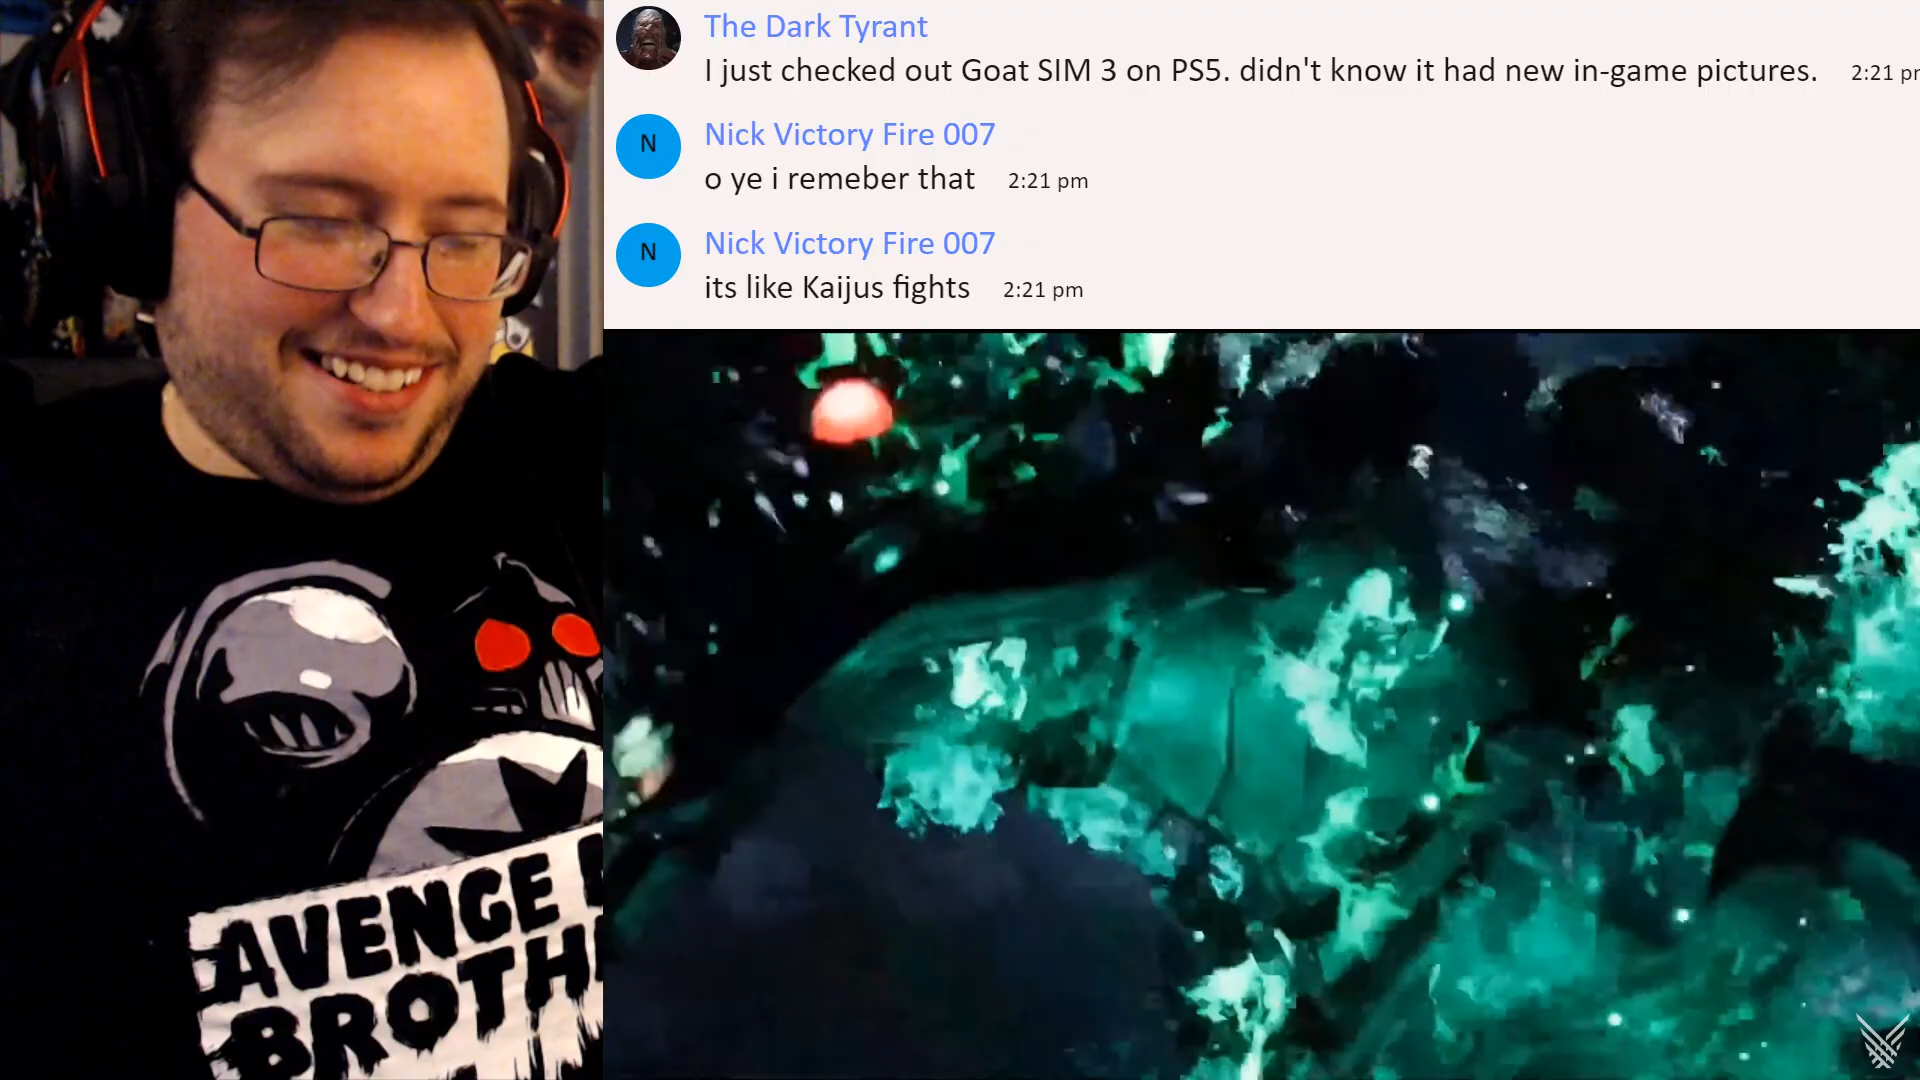 The Dark Tyrant
I just checked out Goat SIM 3 on PS5. didn't know it had new in-game pictures. 2:21 pr
N
Nick Victory Fire 007
o ye i remeber that 2:21 pm
N
Nick Victory Fire 007
its like Kaijus fights 2:21 pm
AVENGE
BROTH